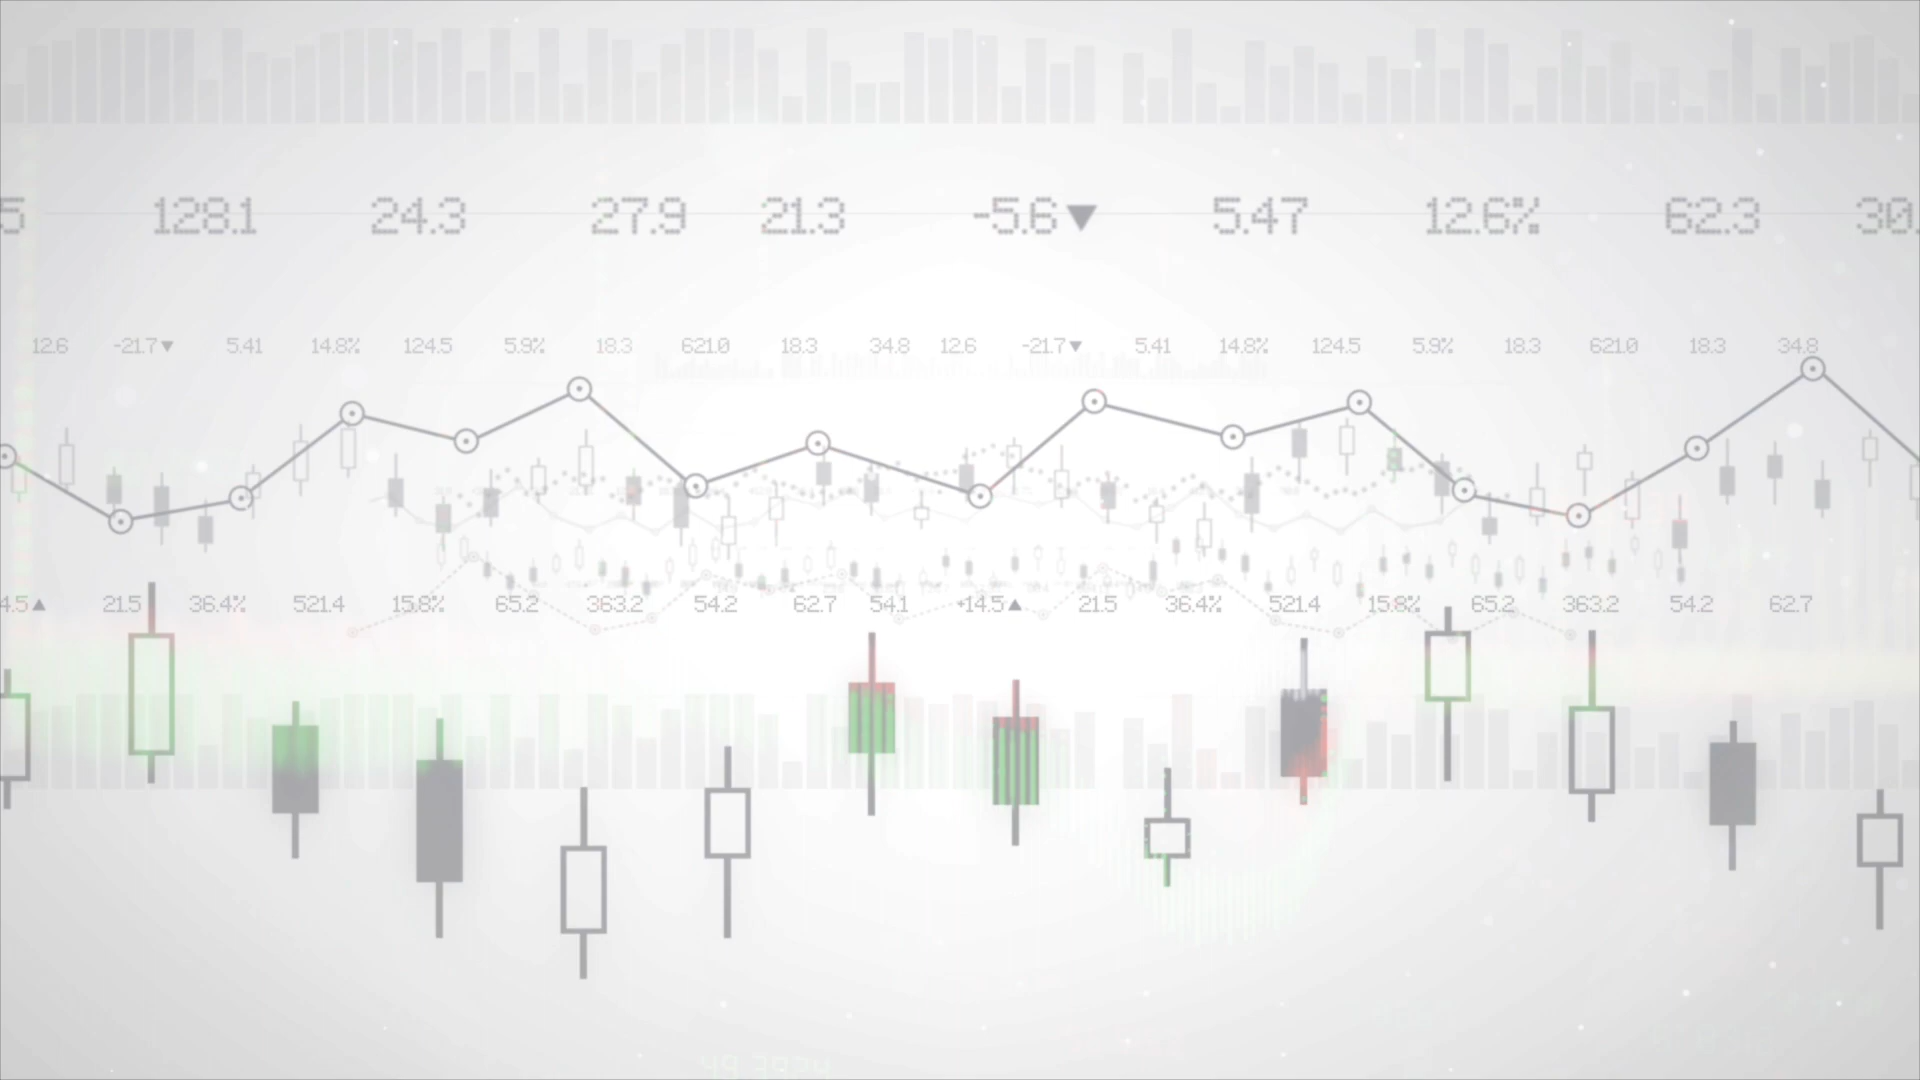 5 128.1 24.3 27.9 21.3 -5.6▼ 5.47 12.6% 62.3 30.
12.6 -21.7▼ 5.41 14.8% 124.5 5.9% 18.3 621.0 18.3 34.8 12.6 -21.7▼ 5.41 14.8% 124.5 5.9% 18.3 621.0 18.3 34.8
4.5▲ 21.5 36.4% 521.4 15.8% 65.2 363.2 54.2 62.7 54.1 +14.5▲ 21.5 36.4% 521.4 15.8% 65.2 363.2 54.2 62.7